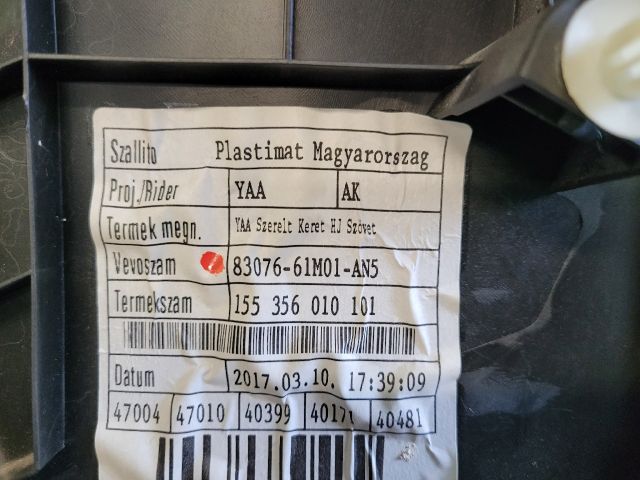 Szallito Plastimat Magyarorszag
Proj./Rider YAA AK
Termek megn. YAA Szerelt Keret HJ Szövet
Vevoszam 83076-61M01-AN5
Termekszam 155 356 010 101
Datum 2017.03.10. 17:39:09
47004 47010 40399 40481